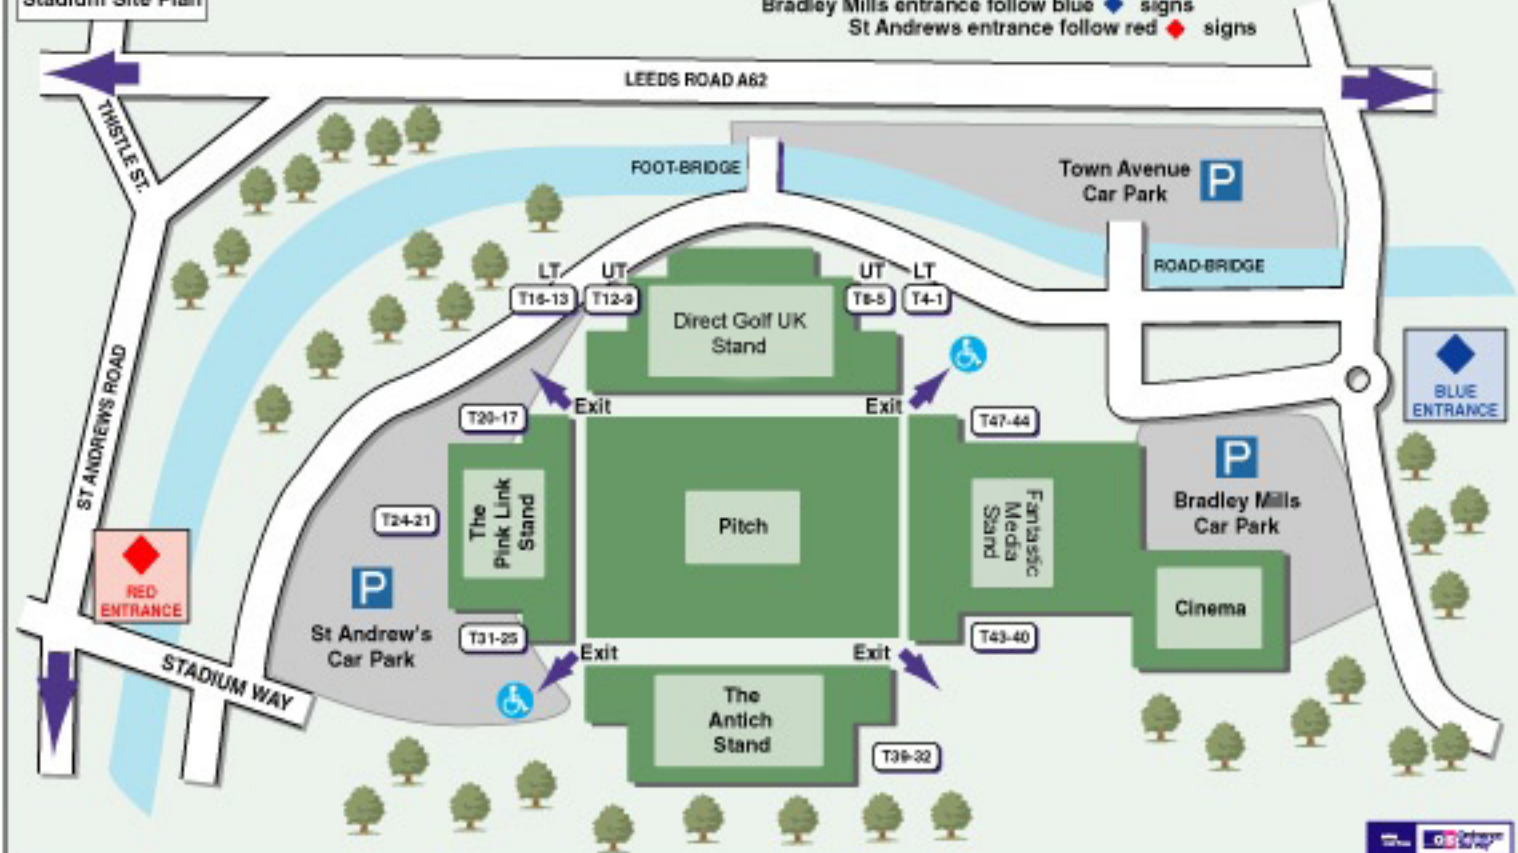 Stadium Site Plan
Bradley Mills entrance follow blue signs
St Andrews entrance follow red signs
LEEDS ROAD A62
THISTLE ST.
FOOT-BRIDGE
Town Avenue
Car Park
P
ROAD-BRIDGE
LT
UT
UT
LT
T16-13
T12-9
T8-5
T4-1
Direct Golf UK
Stand
BLUE
ENTRANCE
ST ANDREWS ROAD
Exit
Exit
T20-17
T47-44
P
Bradley Mills
Car Park
The
Pink Link
Stand
Pitch
Fantastic
Media
Stand
T24-21
RED
ENTRANCE
P
St Andrew's
Car Park
Cinema
T31-25
T43-40
Exit
Exit
STADIUM WAY
The
Antich
Stand
T39-32